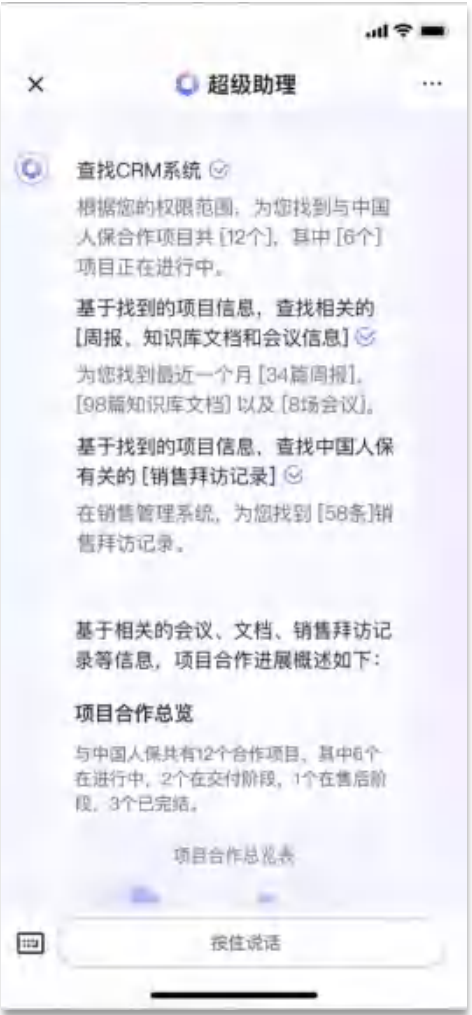 超级助理
查找CRM系统
根据您的权限范围，为您找到与中国
人保合作项目共 [12个]，其中 [6个]
项目正在进行中。
基于找到的项目信息，查找相关的
[周报、知识库文档和会议信息]
为您找到最近一个月 [34篇周报]，
[98篇知识库文档] 以及 [8场会议]。
基于找到的项目信息，查找中国人保
有关的 [销售拜访记录]
在销售管理系统，为您找到 [58条]销
售拜访记录。
基于相关的会议、文档、销售拜访记
录等信息，项目合作进展概述如下：
项目合作总览
与中国人保共有12个合作项目，其中6个
在进行中，2个在交付阶段，1个在售后阶
段，3个已完结。
项目合作总览表
按住说话